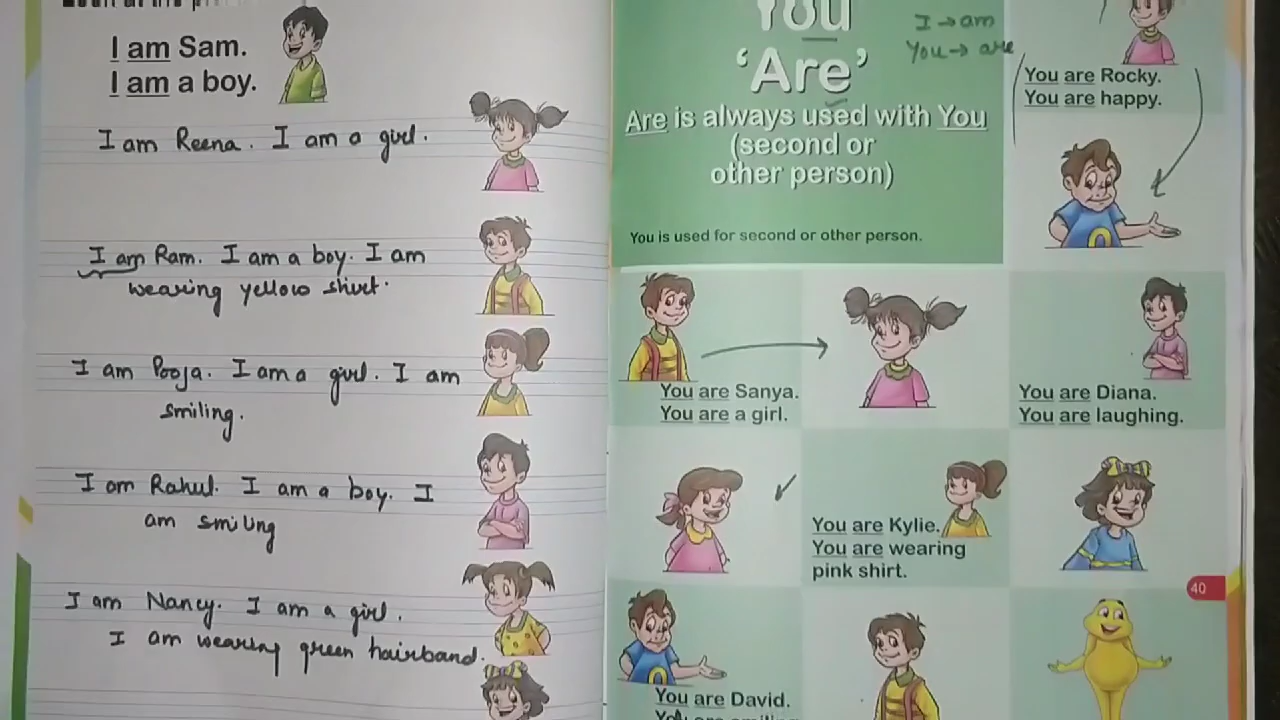 I am Sam.
I am a boy.
I am Reena. I am a girl.
I am Ram. I am a boy. I am
wearing yellow shirt.
I am Pooja. I am a girl. I am
smiling.
I am Rahul. I am a boy. I
am smiling
I am Nancy. I am a girl.
I am wearing green hairband.
You
'Are'
Are is always used with You
(second or
other person)
You is used for second or other person.
I → am
You → are
You are Rocky.
You are happy.
You are Sanya.
You are a girl.
You are Diana.
You are laughing.
You are Kylie.
You are wearing
pink shirt.
40
You are David.